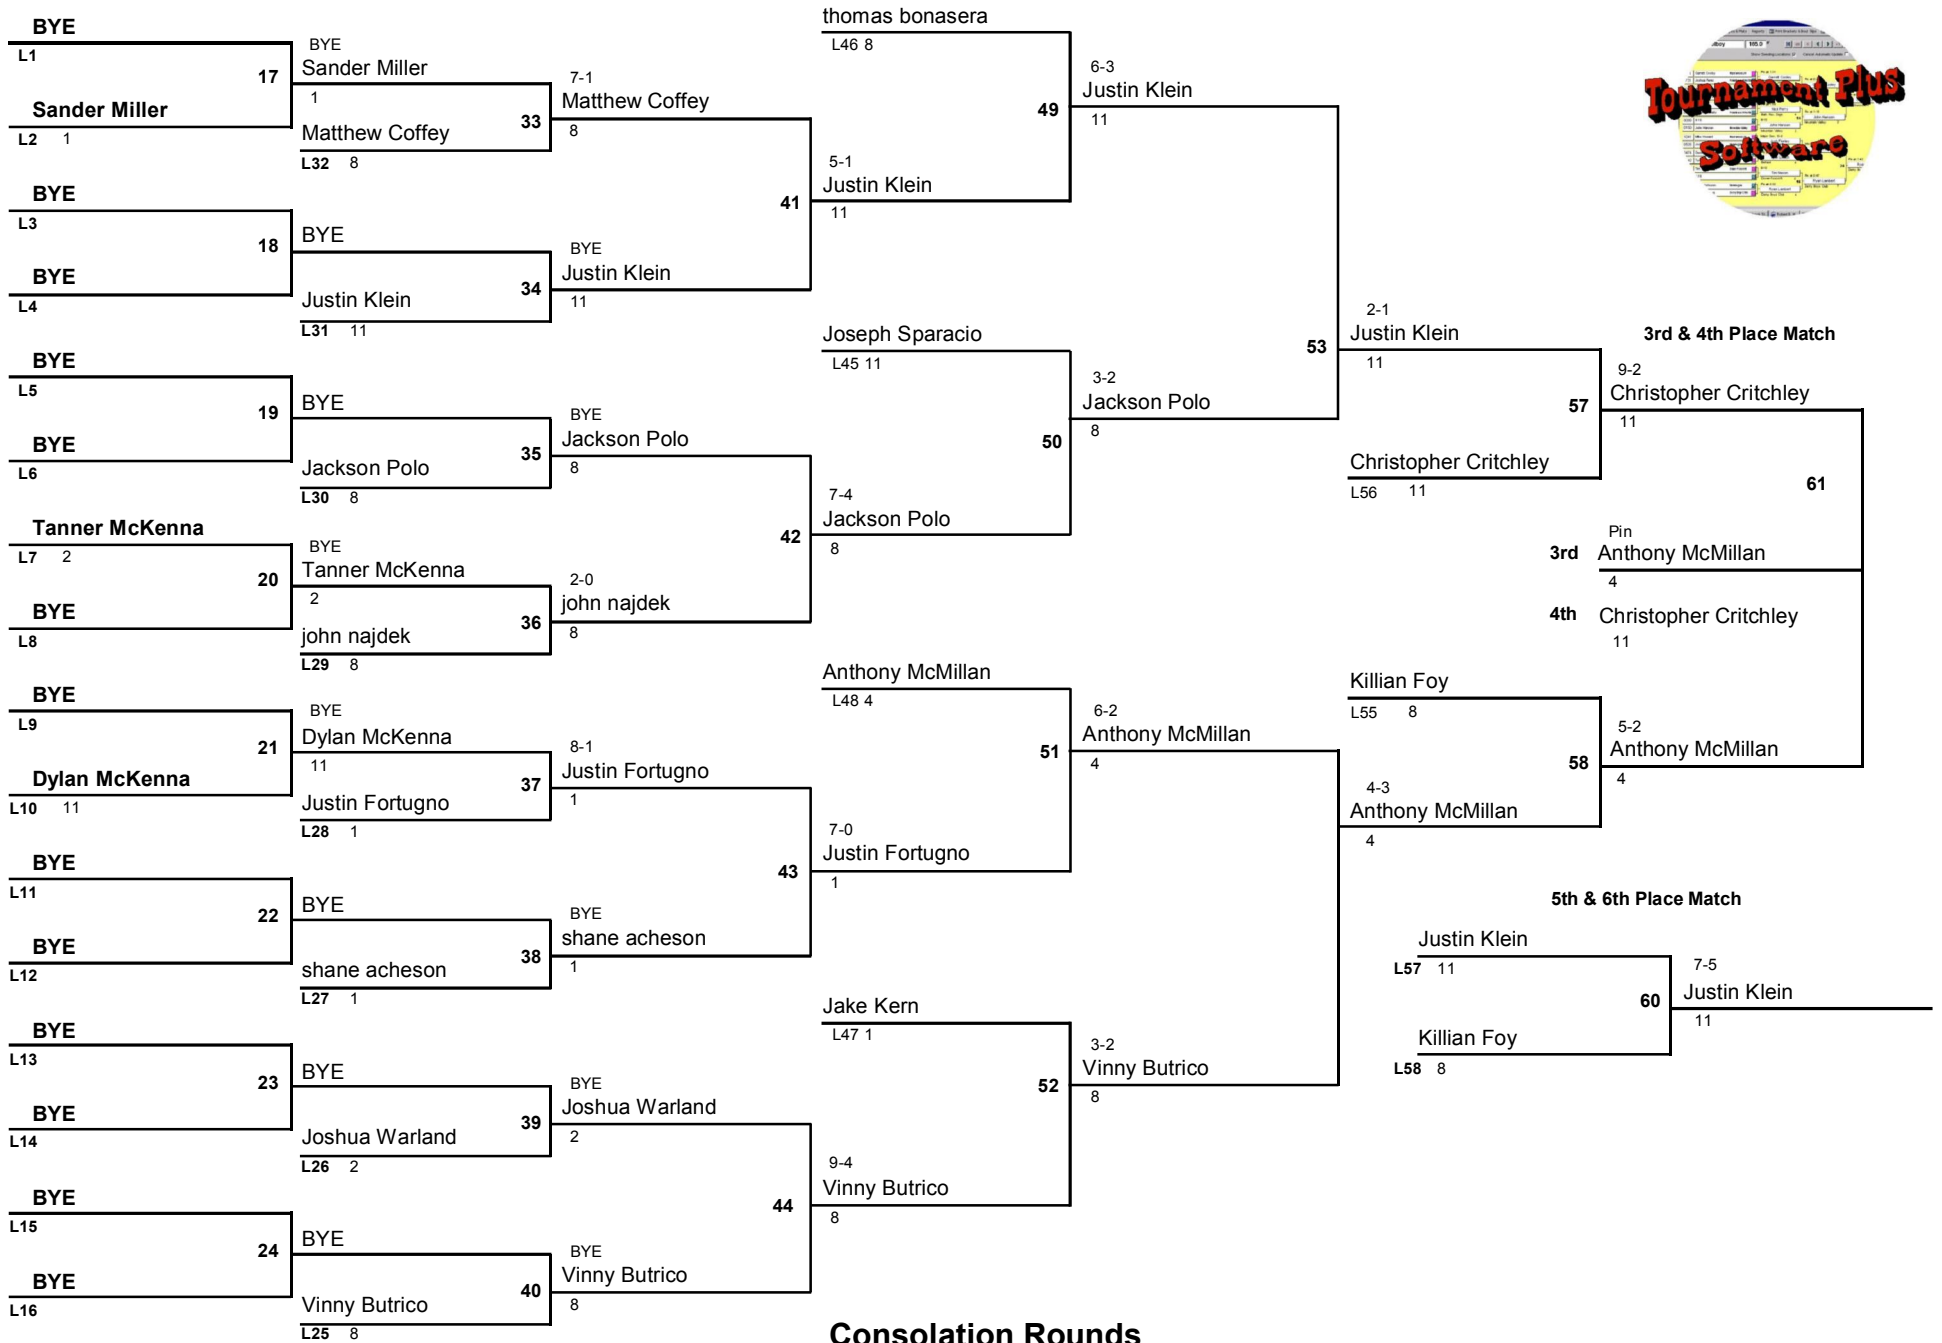 BYE
L1
17
Sander Miller
L2 1
BYE
L3
18
BYE
L4
BYE
L5
19
BYE
L6
Tanner McKenna
L7 2
20
BYE
L8
BYE
L9
21
Dylan McKenna
L10 11
BYE
L11
22
BYE
L12
BYE
L13
23
BYE
L14
BYE
L15
24
BYE
L16
BYE
Sander Miller
1
33
Matthew Coffey
L32 8
BYE
34
Justin Klein
L31 11
BYE
35
Jackson Polo
L30 8
BYE
Tanner McKenna
2
36
john najdek
L29 8
BYE
Dylan McKenna
11
37
Justin Fortugno
L28 1
BYE
38
shane acheson
L27 1
BYE
39
Joshua Warland
L26 2
BYE
40
Vinny Butrico
L25 8
7-1
Matthew Coffey
8
41
BYE
Justin Klein
11
BYE
Jackson Polo
8
42
2-0
john najdek
8
8-1
Justin Fortugno
1
43
BYE
shane acheson
1
BYE
Joshua Warland
2
44
BYE
Vinny Butrico
8
thomas bonasera
L46 8
49
5-1
Justin Klein
11
Joseph Sparacio
L45 11
50
7-4
Jackson Polo
8
Anthony McMillan
L48 4
51
7-0
Justin Fortugno
1
Jake Kern
L47 1
52
9-4
Vinny Butrico
8
6-3
Justin Klein
11
53
3-2
Jackson Polo
8
6-2
Anthony McMillan
4
3-2
Vinny Butrico
8
2-1
Justin Klein
11
57
Christopher Critchley
L56 11
Killian Foy
L55 8
58
4-3
Anthony McMillan
4
Tournament Plus
Software
3rd & 4th Place Match
9-2
Christopher Critchley
11
61
Pin
3rd Anthony McMillan
4
4th Christopher Critchley
11
5-2
Anthony McMillan
4
5th & 6th Place Match
Justin Klein
L57 11
60
Killian Foy
L58 8
7-5
Justin Klein
11
Consolation Rounds